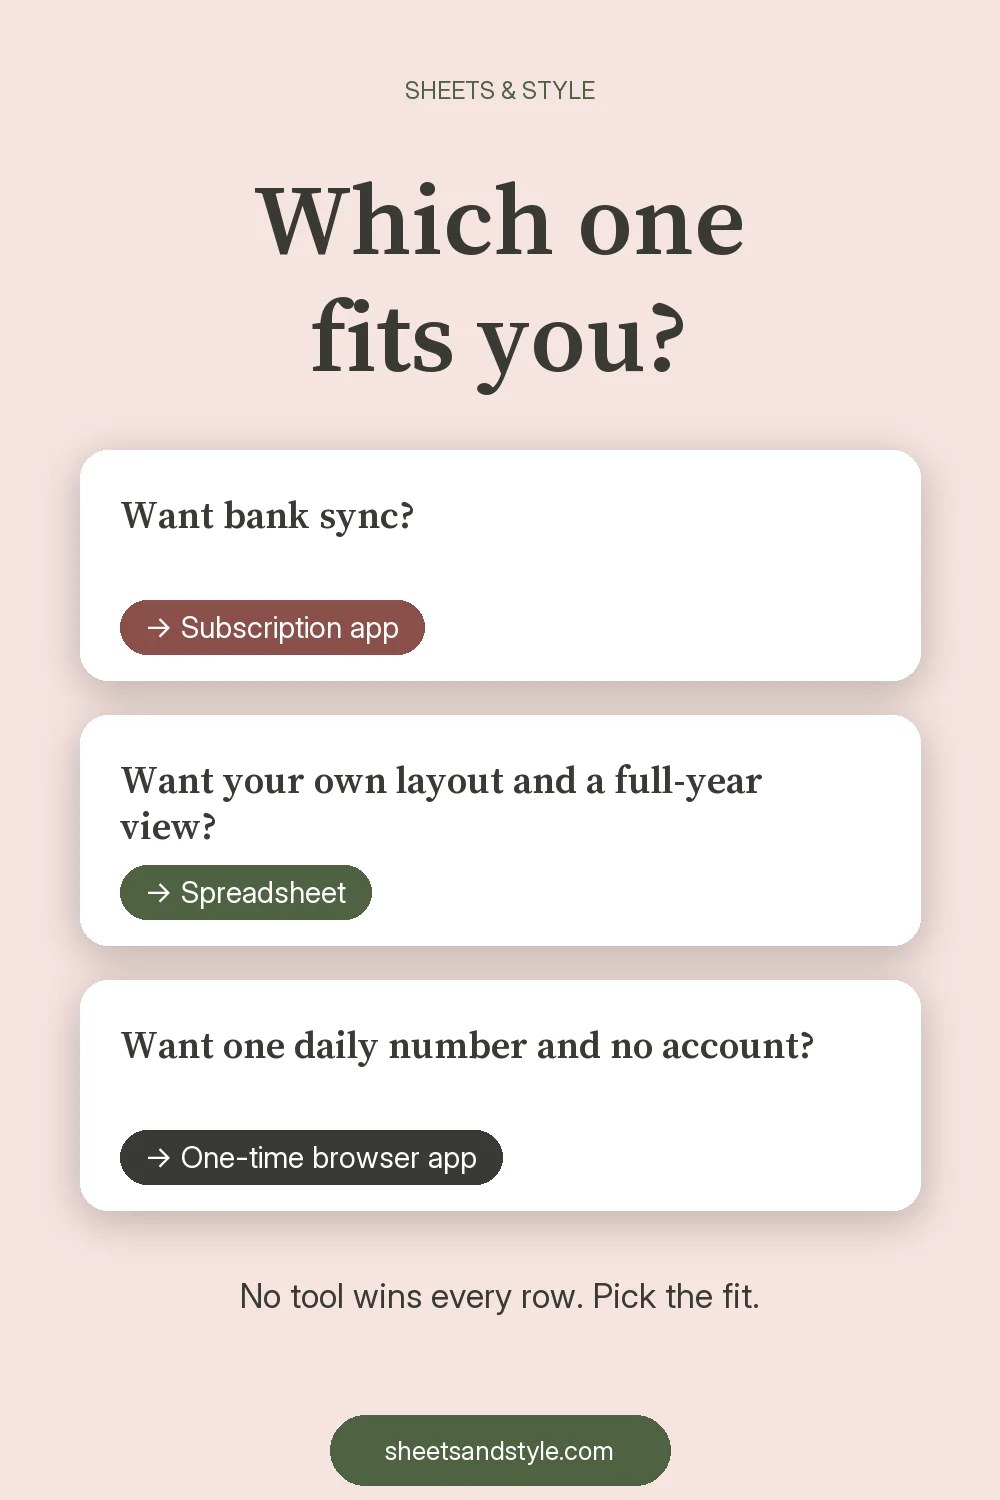 SHEETS & STYLE
Which one
fits you?
Want bank sync?
→ Subscription app
Want your own layout and a full-year
view?
→ Spreadsheet
Want one daily number and no account?
→ One-time browser app
No tool wins every row. Pick the fit.
sheetsandstyle.com